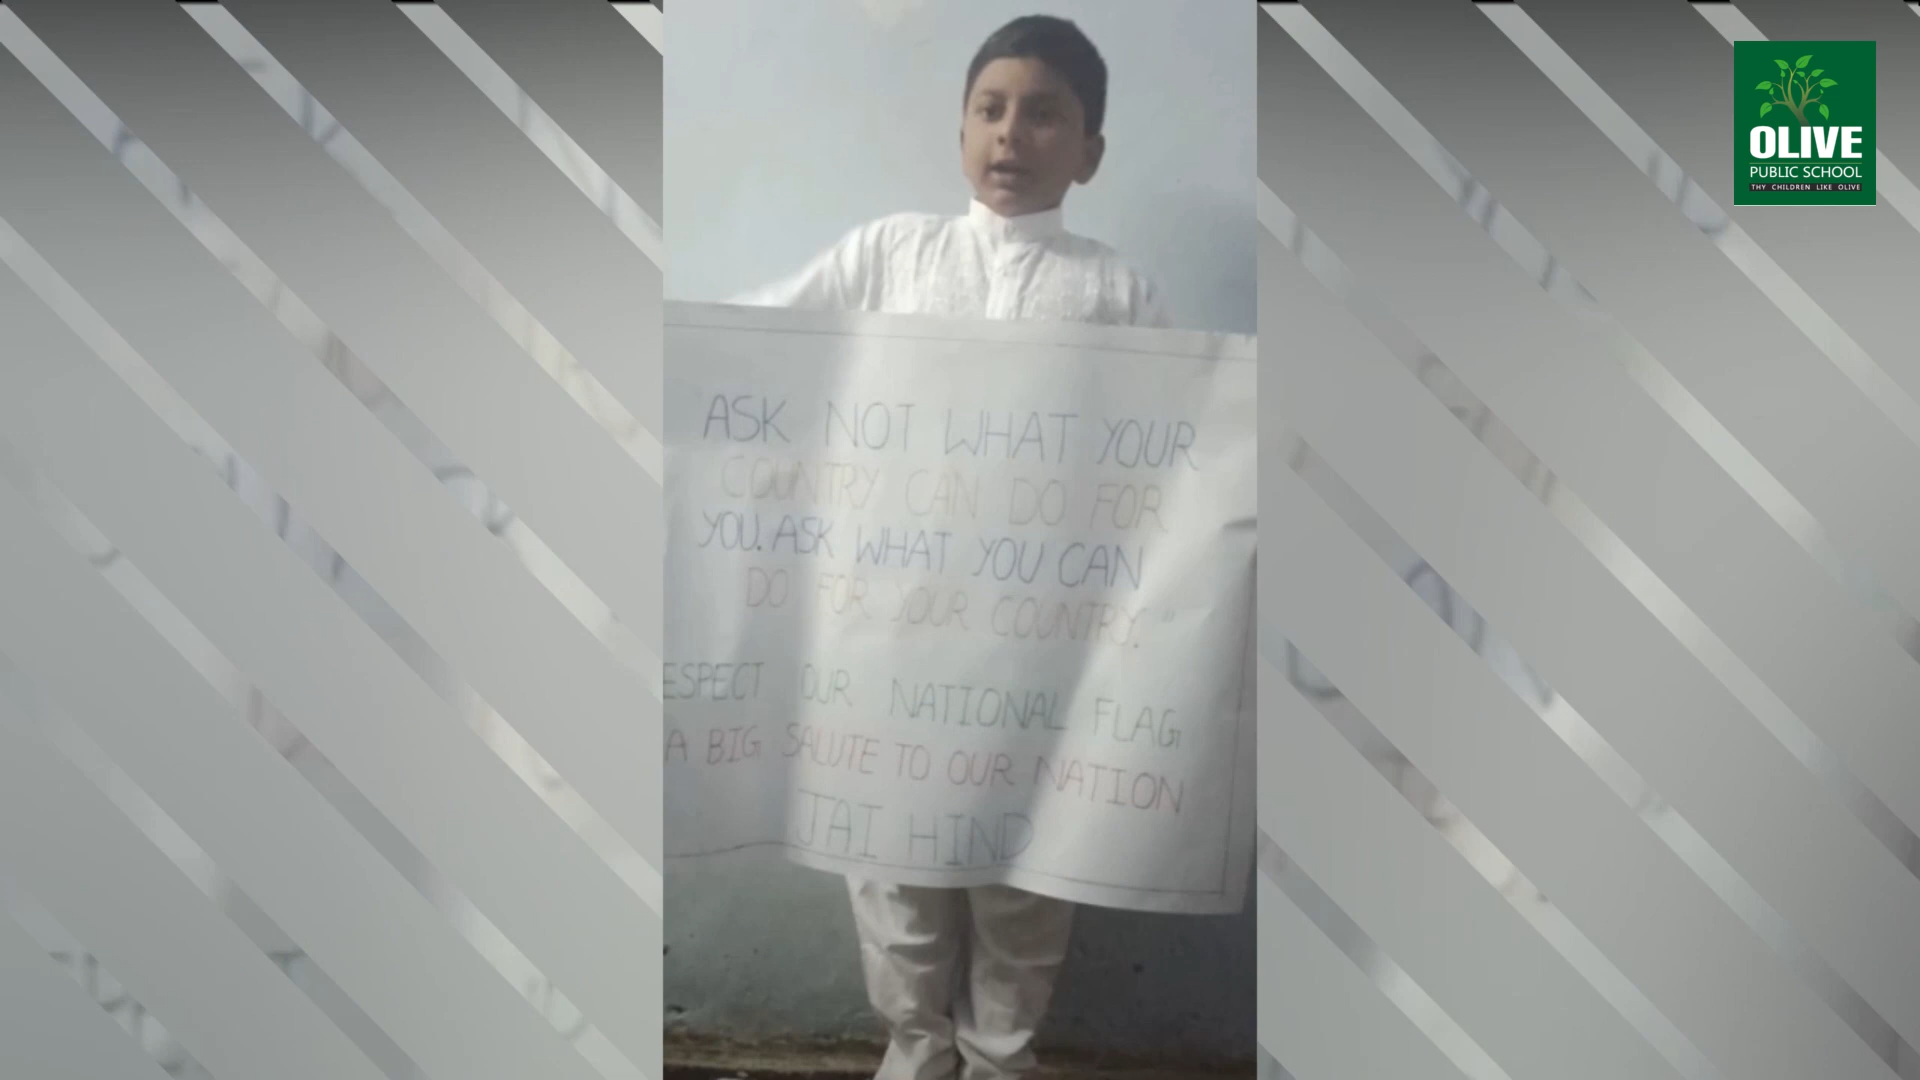 OLIVE
PUBLIC SCHOOL
THY CHILDREN LIKE OLIVE
ASK NOT WHAT YOUR
COUNTRY CAN DO FOR
YOU. ASK WHAT YOU CAN
DO FOR YOUR COUNTRY."
ESPECT OUR NATIONAL FLAG
A BIG SALUTE TO OUR NATION
JAI HIND